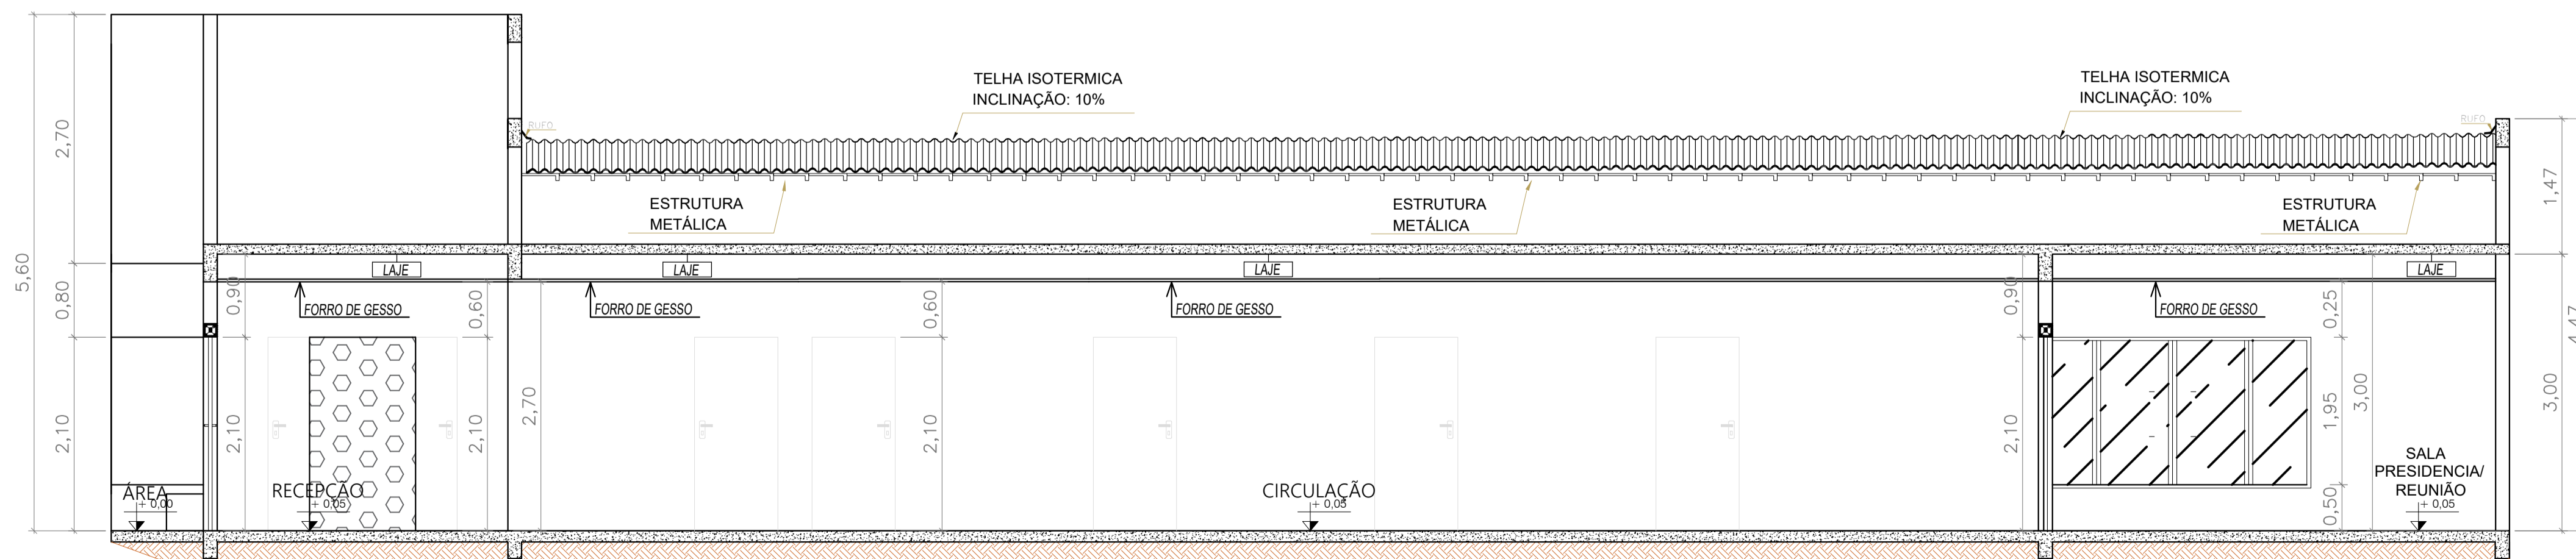 TELHA ISOTERMICA
INCLINAÇÃO: 10%
TELHA ISOTERMICA
INCLINAÇÃO: 10%
RUFO
RUFO
ESTRUTURA
METÁLICA
ESTRUTURA
METÁLICA
ESTRUTURA
METÁLICA
LAJE
LAJE
LAJE
LAJE
FORRO DE GESSO
FORRO DE GESSO
FORRO DE GESSO
FORRO DE GESSO
5,60
2,70
0,80
2,10
0,90
2,10
0,60
2,10
2,70
0,60
2,10
0,90
2,10
0,25
1,95
0,50
3,00
1,47
3,00
4,47
ÁREA
+ 0,00
RECEPÇÃO
+ 0,05
CIRCULAÇÃO
+ 0,05
SALA
PRESIDENCIA/
REUNIÃO
+ 0,05